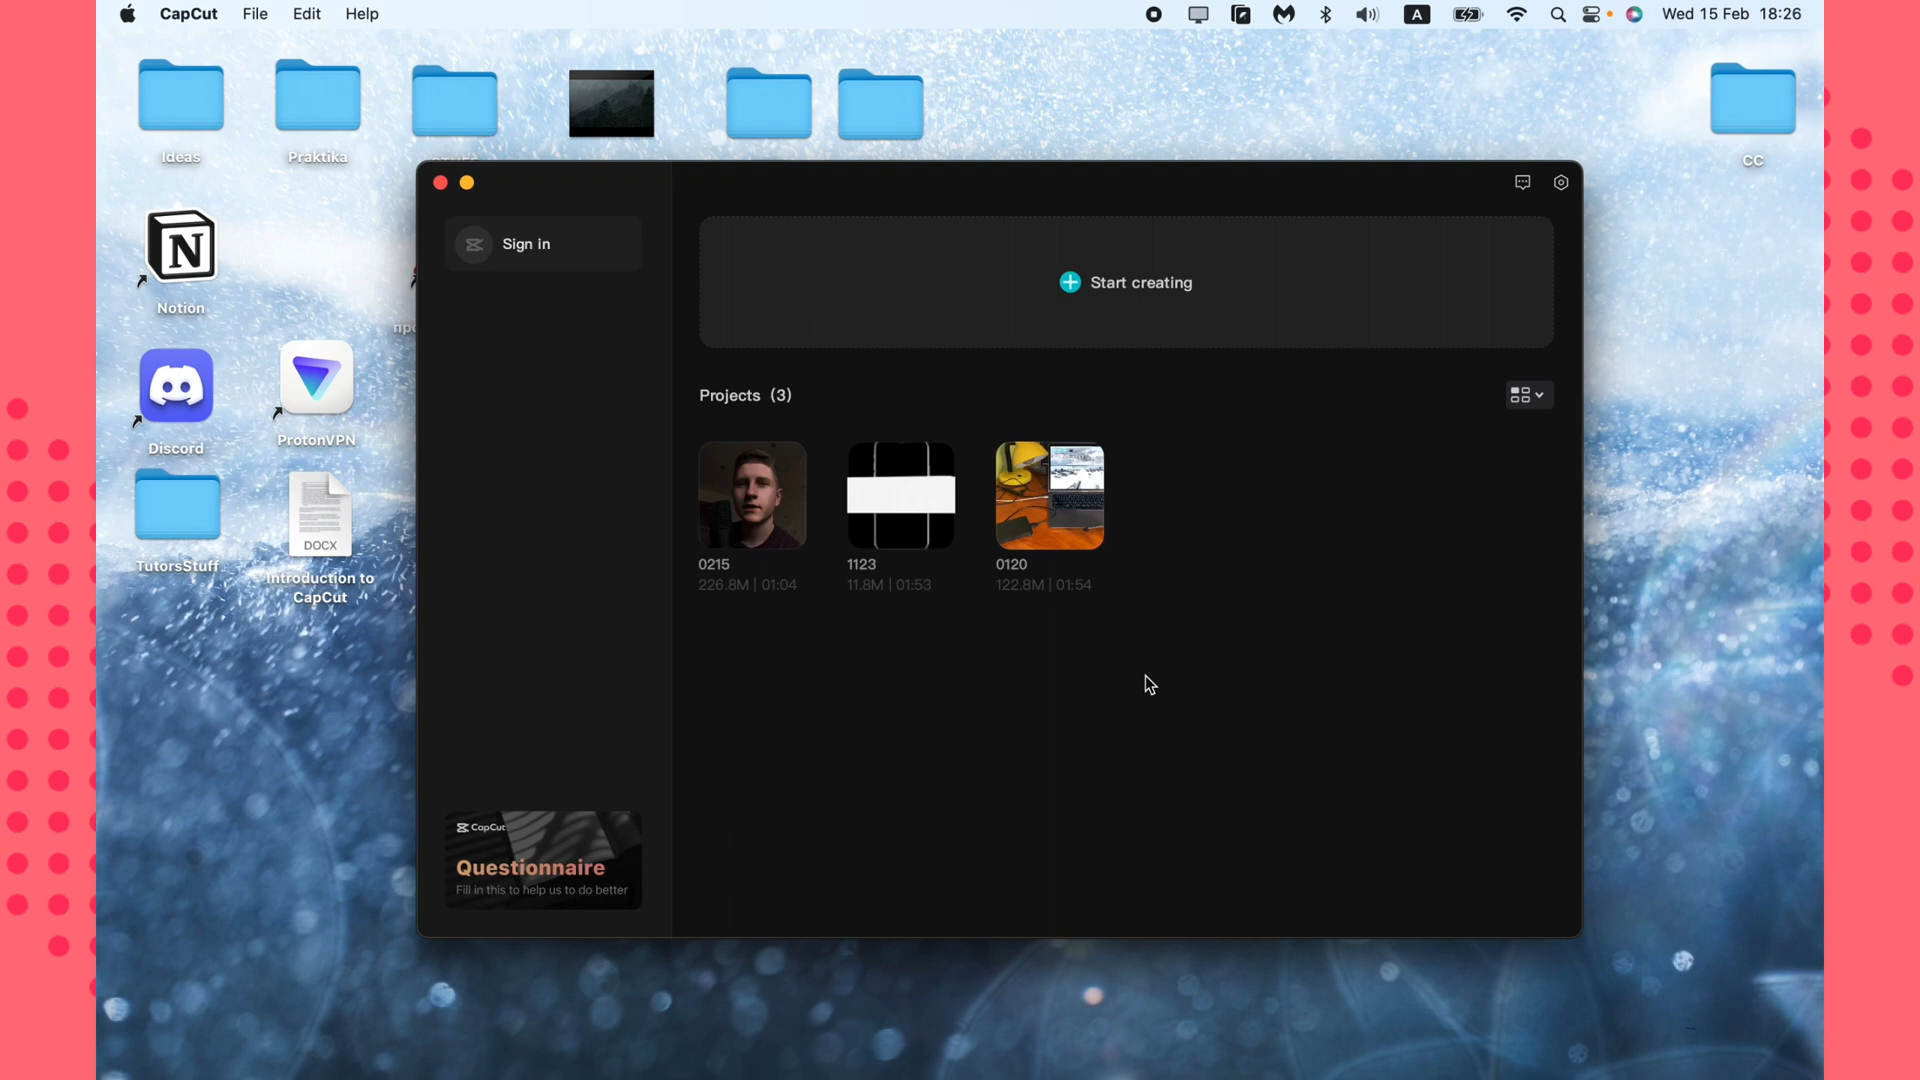 CapCut File Edit Help
A
Wed 15 Feb 18:26
Ideas
Praktika
CC
Notion
Discord
ProtonVPN
TutorsStuff
DOCX
Introduction to
CapCut
Sign in
Start creating
Projects (3)
0215
226.8M | 01:04
1123
11.8M | 01:53
0120
122.8M | 01:54
CapCut
Questionnaire
Fill in this to help us to do better